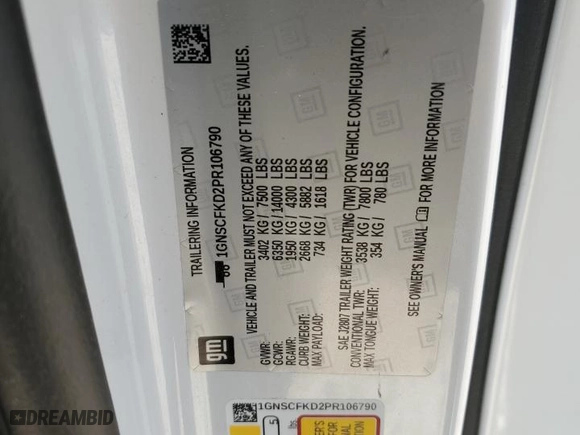 TRAILERING INFORMATION
1GNSCFKD2PR106790
VEHICLE AND TRAILER MUST NOT EXCEED ANY OF THESE VALUES.
GVWR: 3402 KG / 7500 LBS
GCWR: 6350 KG / 14000 LBS
RGAWR: 1950 KG / 4300 LBS
CURB WEIGHT: 2668 KG / 5882 LBS
MAX PAYLOAD: 734 KG / 1618 LBS
SAE J2807 TRAILER WEIGHT RATING (TWR) FOR VEHICLE CONFIGURATION.
CONVENTIONAL TWR: 3538 KG / 7800 LBS
MAX TONGUE WEIGHT: 354 KG / 780 LBS
SEE OWNER'S MANUAL FOR MORE INFORMATION
gm
1GNSCFKD2PR106790
DREAMBID